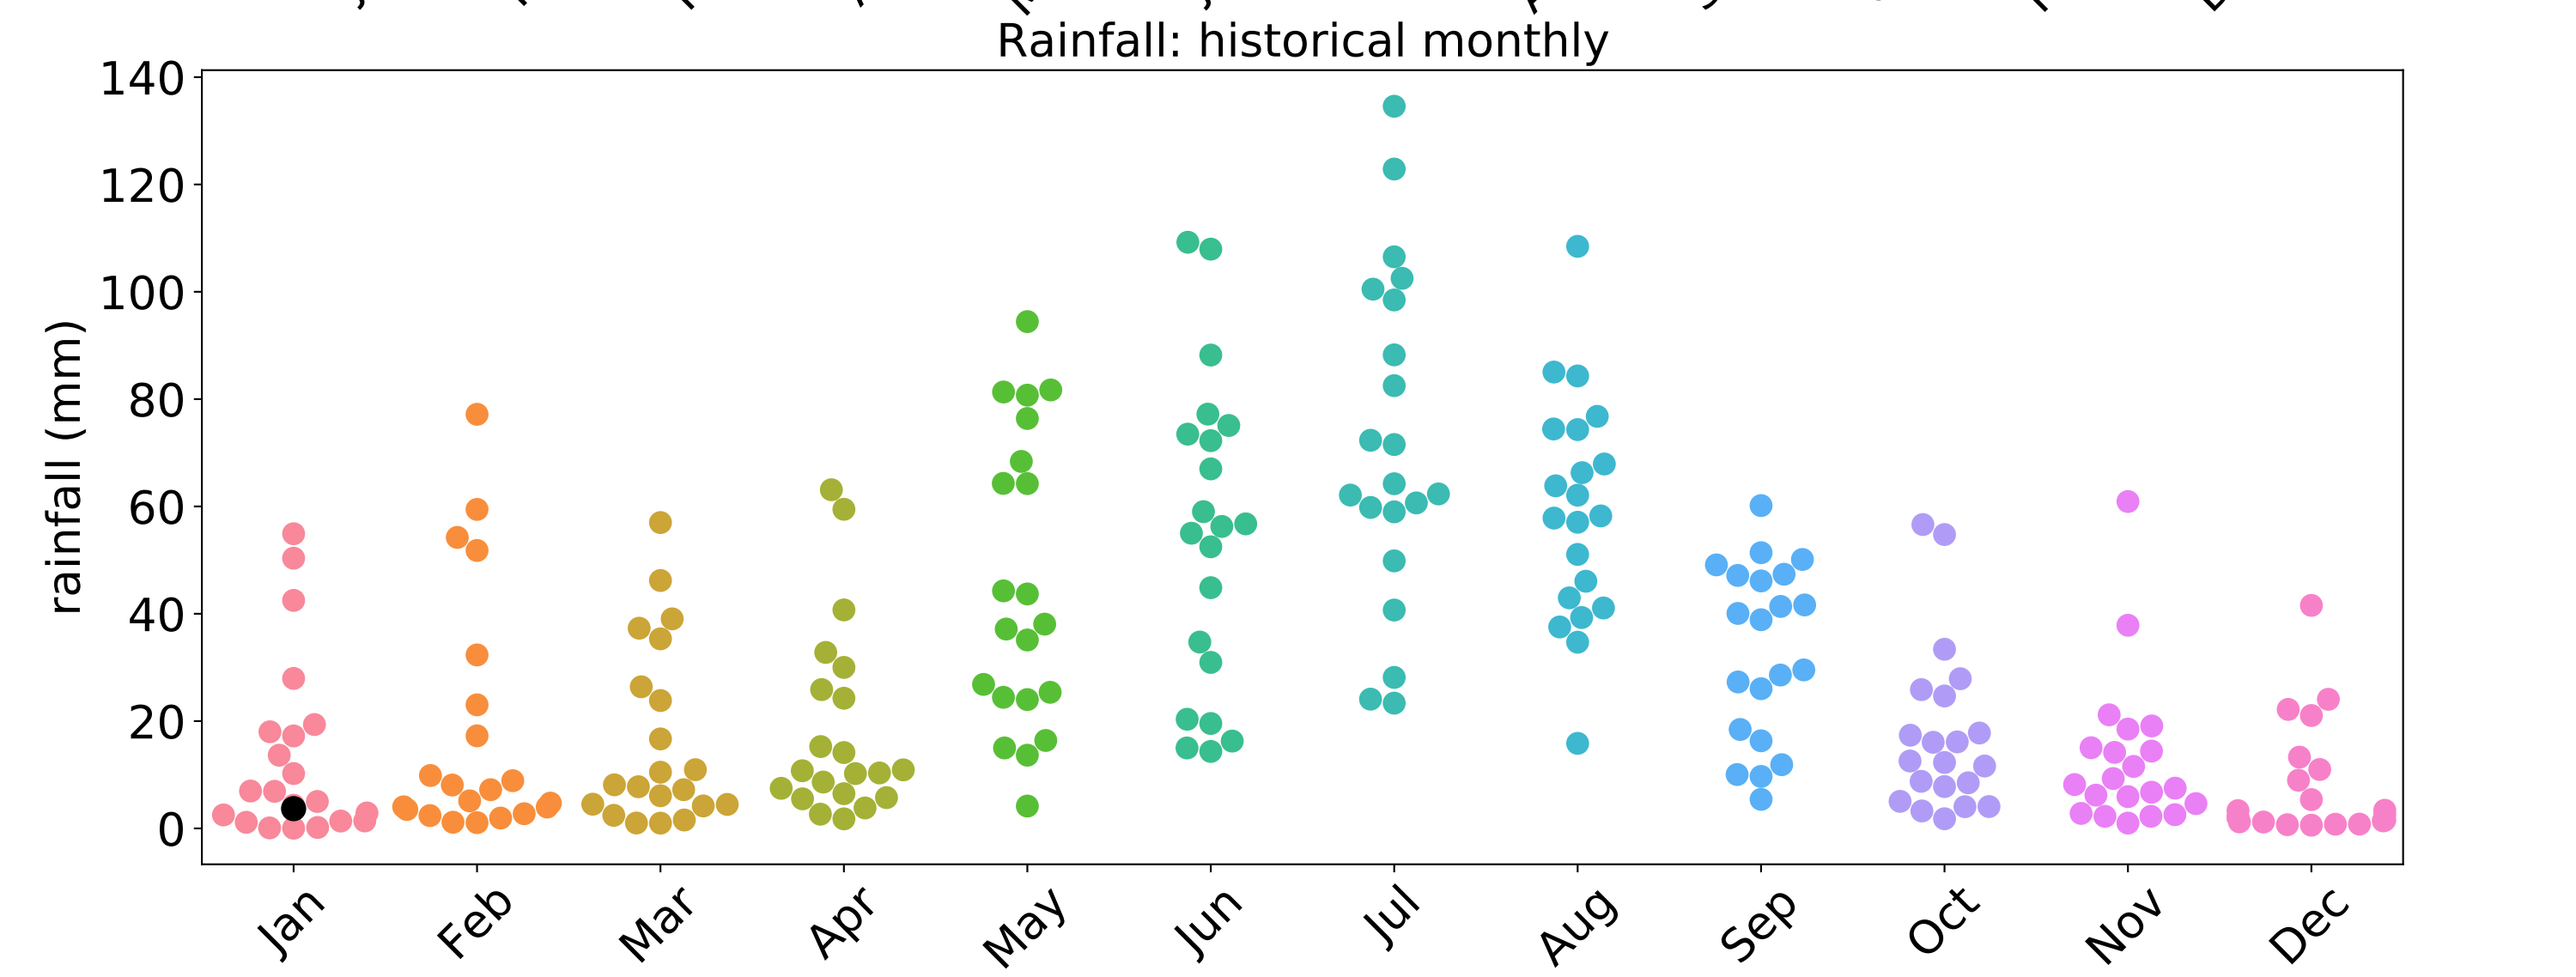 Rainfall: historical monthly
140
120
100
80
60
40
20
0
rainfall (mm)
Jan
Feb
Mar
Apr
May
Jun
Jul
Aug
Sep
Oct
Nov
Dec